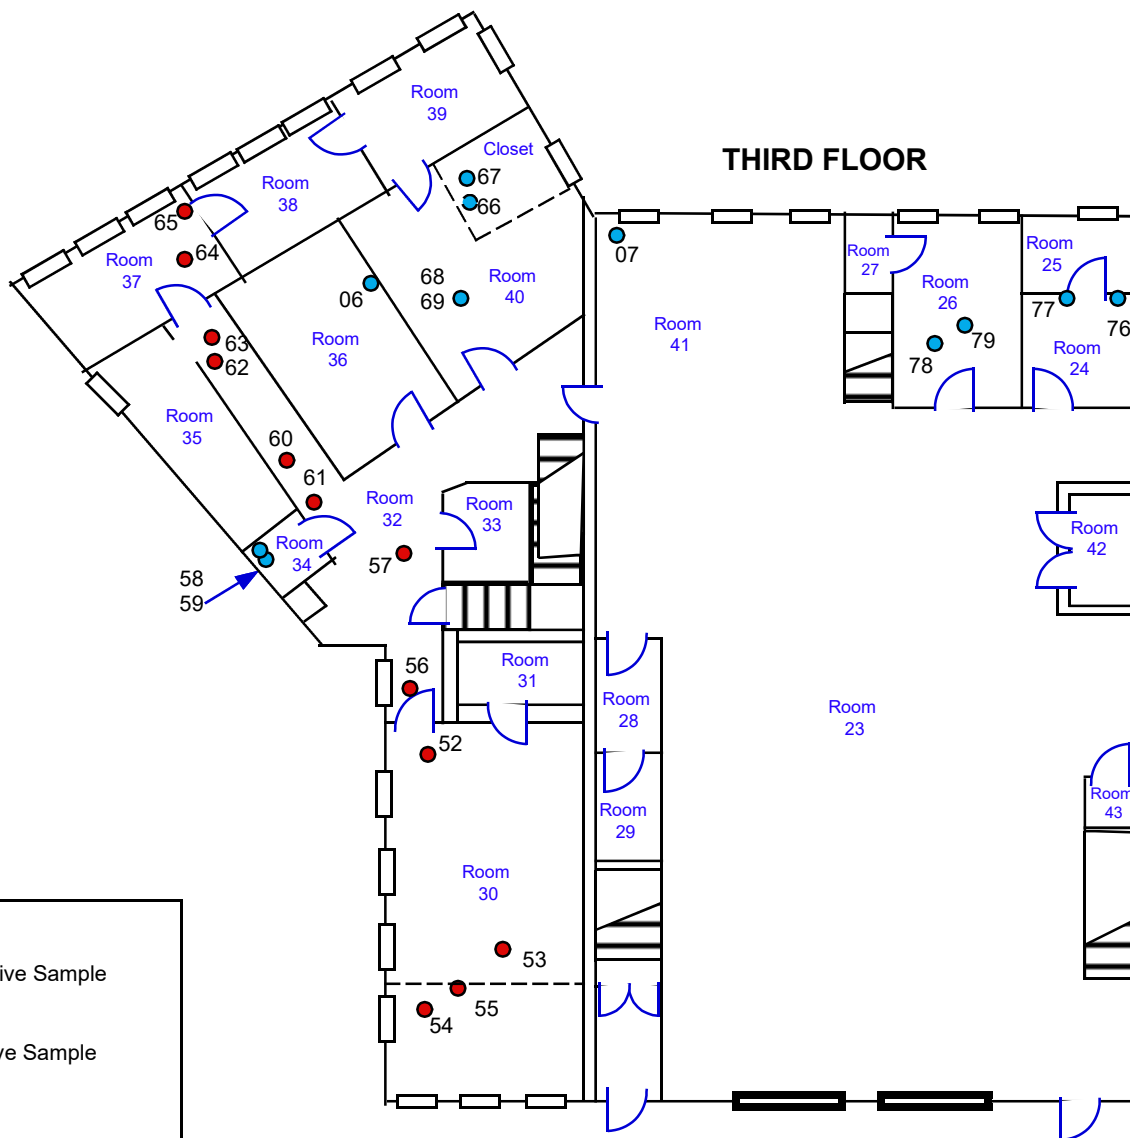 THIRD FLOOR
Room
39
Closet
67
66
Room
38
65
64
Room
37
68
69
Room
40
06
07
Room
27
Room
25
Room
26
77
76
79
78
Room
24
Room
41
63
62
Room
36
Room
35
60
61
Room
32
Room
33
Room
34
57
58
59
Room
42
56
Room
31
52
Room
28
Room
23
Room
29
Room
43
Room
30
53
55
54
ive Sample
ve Sample